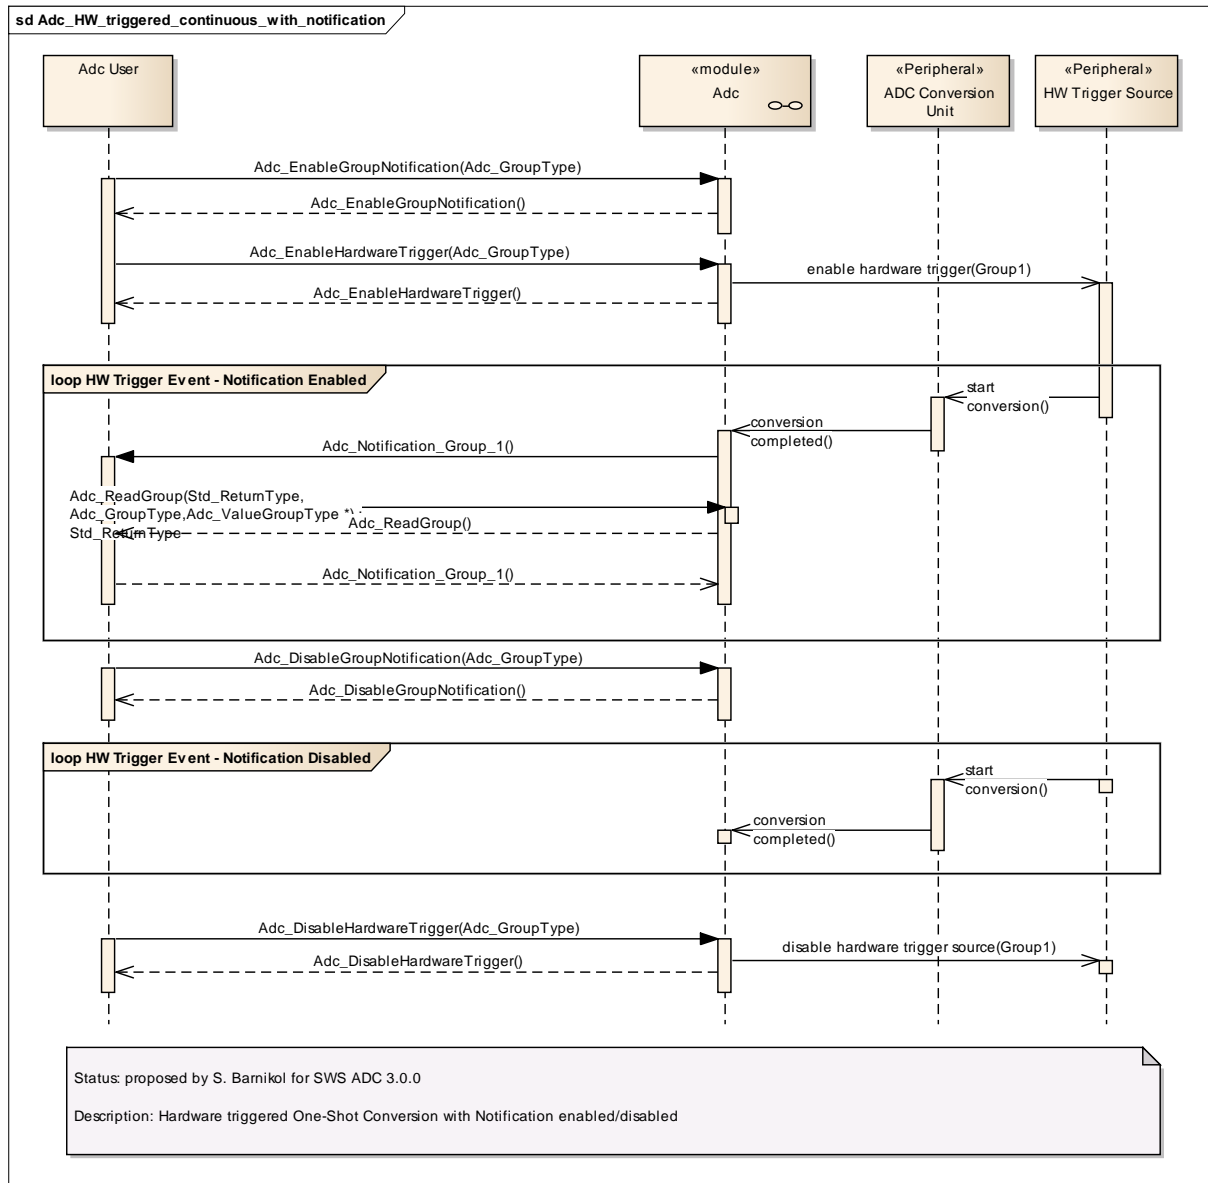 sd Adc_HW_triggered_continuous_with_notification
Adc User
«module»
Adc
«Peripheral»
ADC Conversion
Unit
«Peripheral»
HW Trigger Source
Adc_EnableGroupNotification(Adc_GroupType)
Adc_EnableGroupNotification()
Adc_EnableHardwareTrigger(Adc_GroupType)
enable hardware trigger(Group1)
Adc_EnableHardwareTrigger()
loop HW Trigger Event - Notification Enabled
start
conversion()
conversion
completed()
Adc_Notification_Group_1()
Adc_ReadGroup(Std_ReturnType,
Adc_GroupType,Adc_ValueGroupType *) :
Adc_ReadGroup()
Std_ReturnType
Adc_Notification_Group_1()
Adc_DisableGroupNotification(Adc_GroupType)
Adc_DisableGroupNotification()
loop HW Trigger Event - Notification Disabled
start
conversion()
conversion
completed()
Adc_DisableHardwareTrigger(Adc_GroupType)
disable hardware trigger source(Group1)
Adc_DisableHardwareTrigger()
Status: proposed by S. Barnikol for SWS ADC 3.0.0
Description: Hardware triggered One-Shot Conversion with Notification enabled/disabled